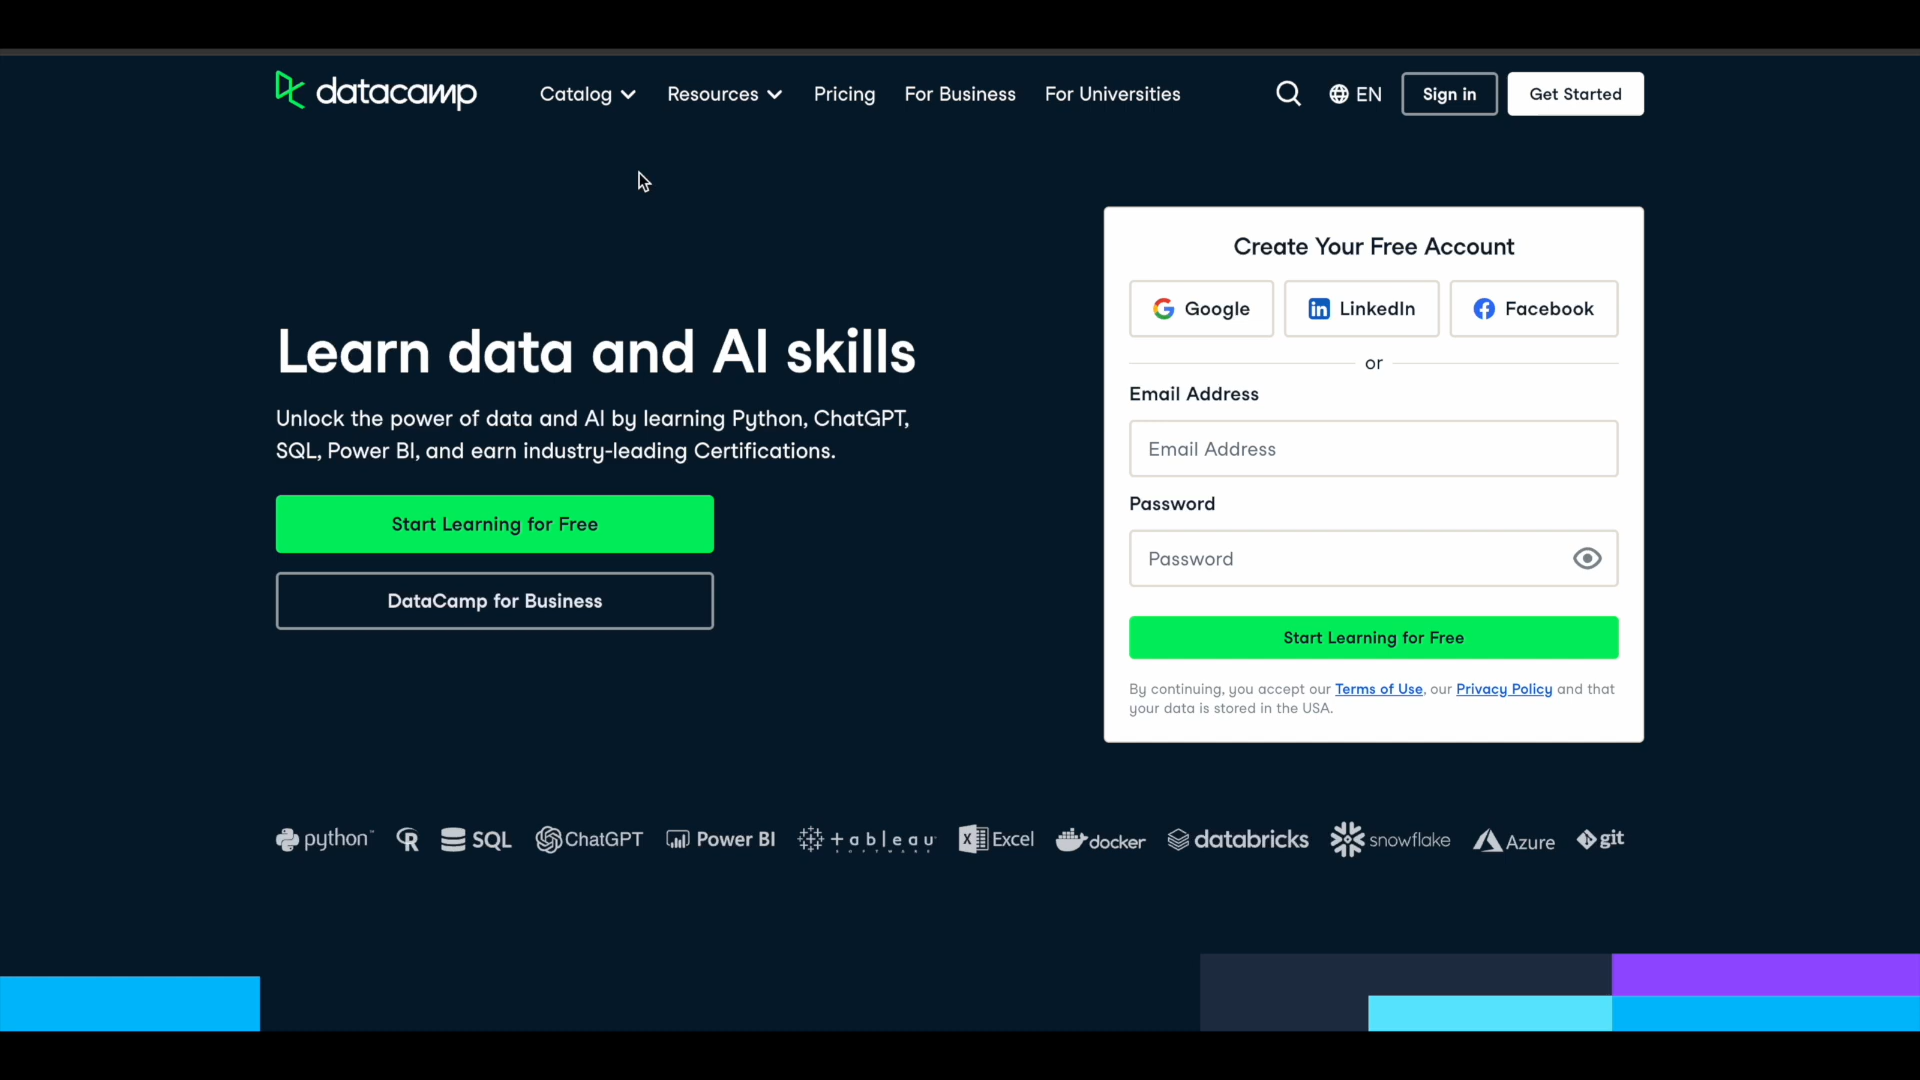 datacamp
Catalog
Resources
Pricing
For Business
For Universities
EN
Sign in
Get Started
Learn data and AI skills
Unlock the power of data and AI by learning Python, ChatGPT,
SQL, Power BI, and earn industry-leading Certifications.
Start Learning for Free
DataCamp for Business
Create Your Free Account
Google
LinkedIn
Facebook
or
Email Address
Email Address
Password
Password
Start Learning for Free
By continuing, you accept our Terms of Use, our Privacy Policy and that
your data is stored in the USA.
python™
R
SQL
ChatGPT
Power BI
+ableau
SOFTWARE
Excel
docker
databricks
snowflake
Azure
git